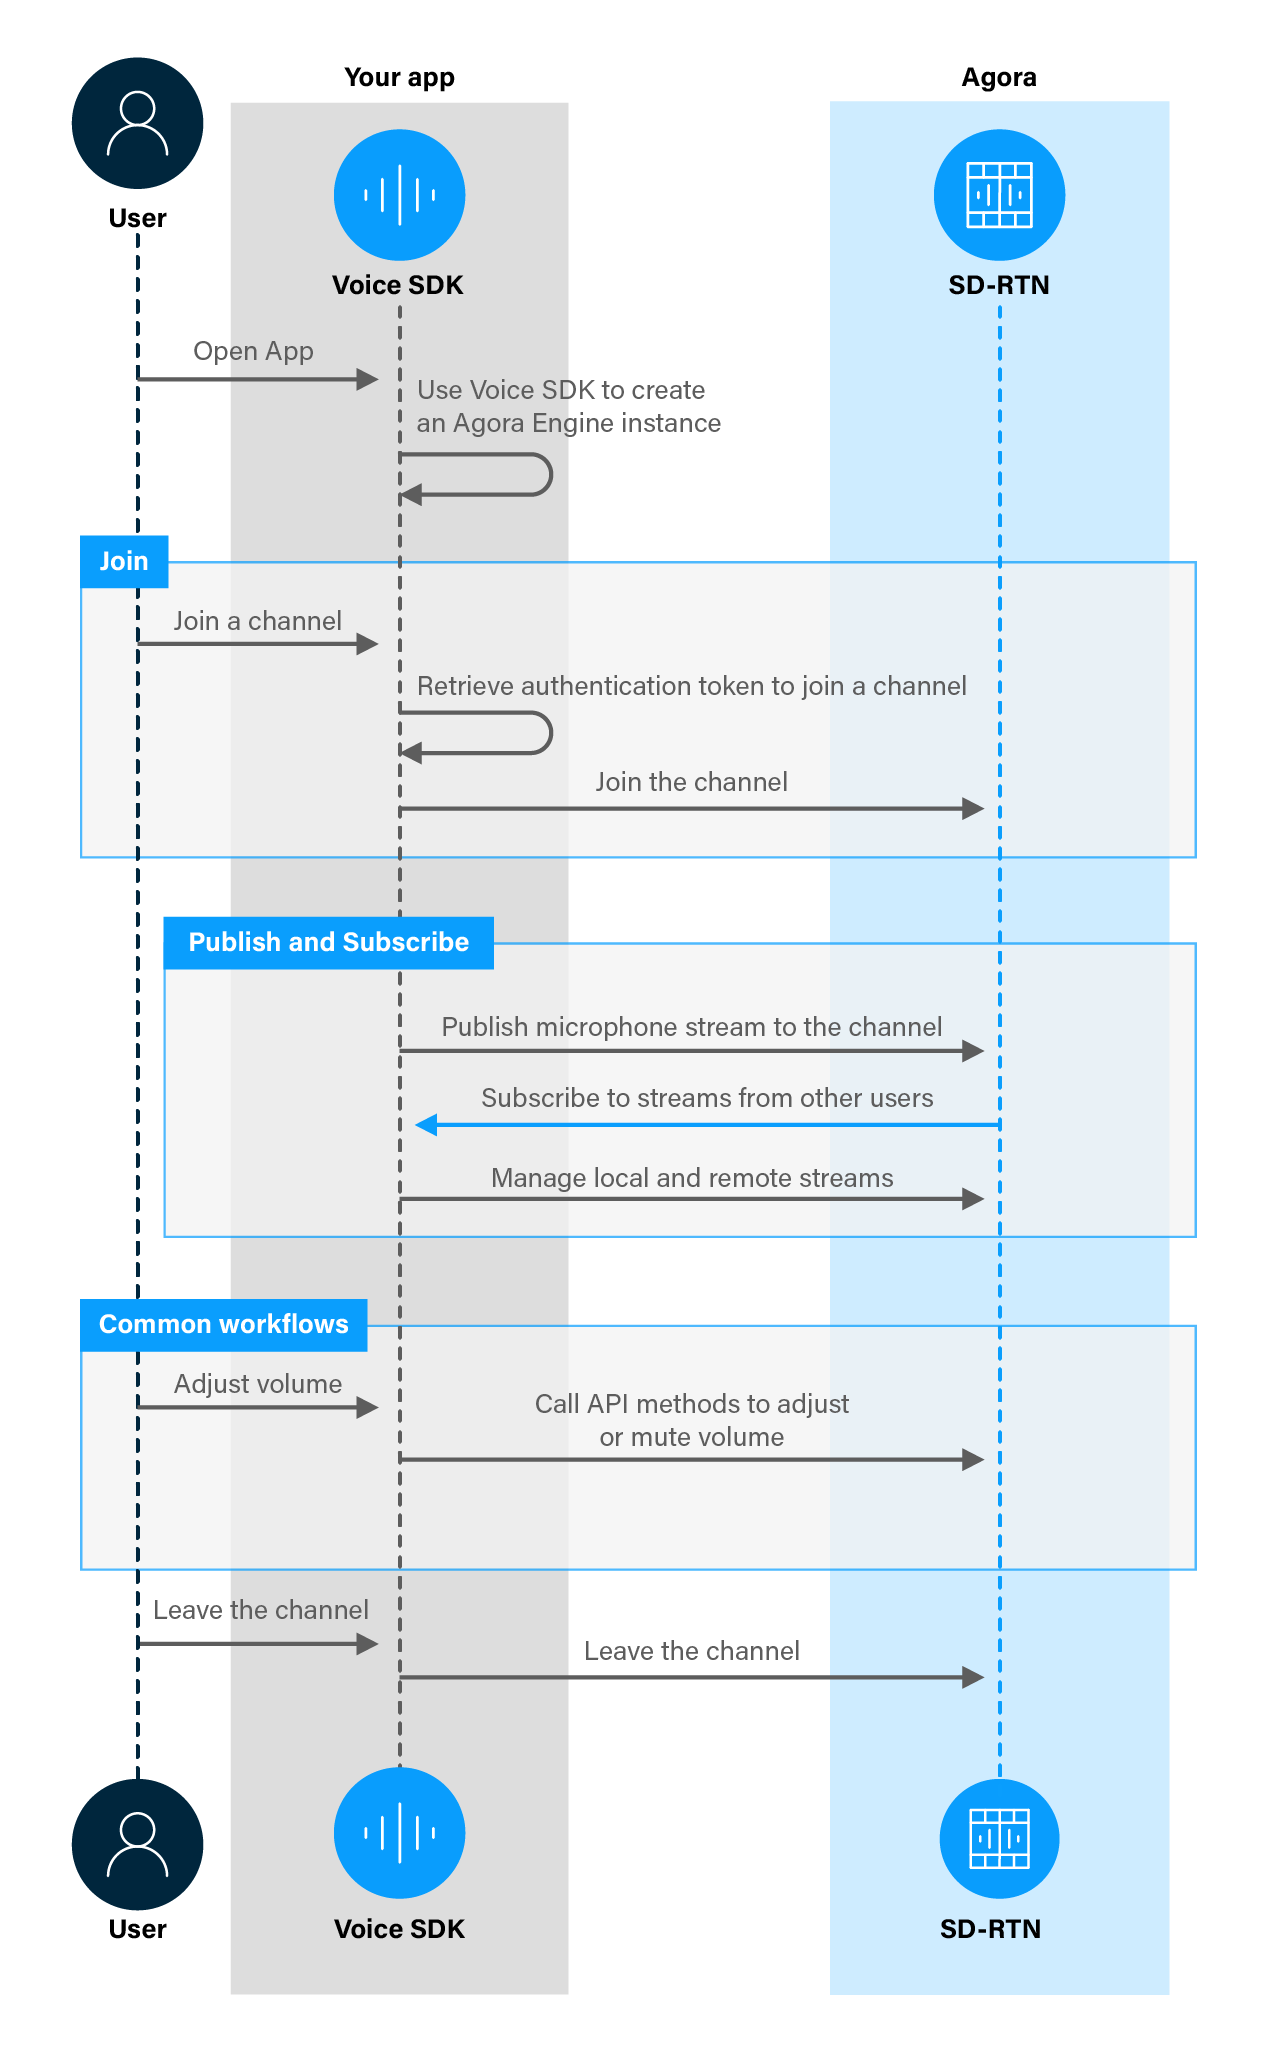 Your app
Agora
User
Voice SDK
SD-RTN
Open App
Use Voice SDK to create
an Agora Engine instance
Join
Join a channel
Retrieve authentication token to join a channel
Join the channel
Publish and Subscribe
Publish microphone stream to the channel
Subscribe to streams from other users
Manage local and remote streams
Common workflows
Adjust volume
Call API methods to adjust
or mute volume
Leave the channel
Leave the channel
User
Voice SDK
SD-RTN